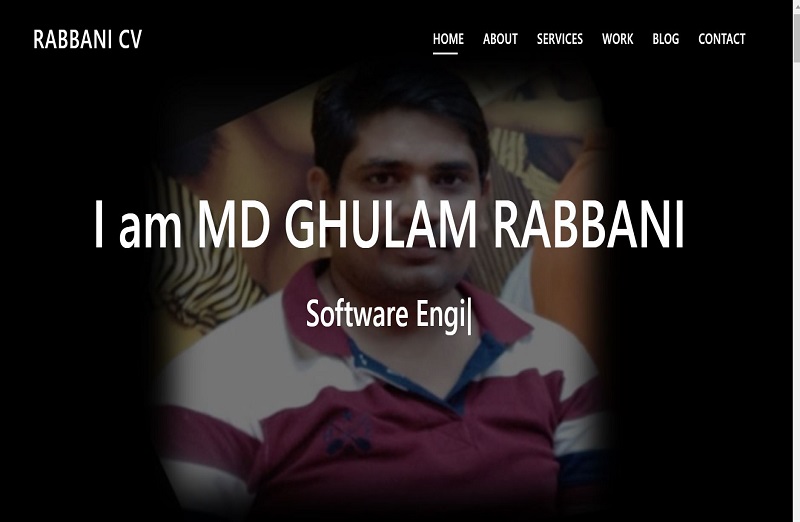 RABBANI CV
HOME ABOUT SERVICES WORK BLOG CONTACT
I am MD GHULAM RABBANI
Software Engi|